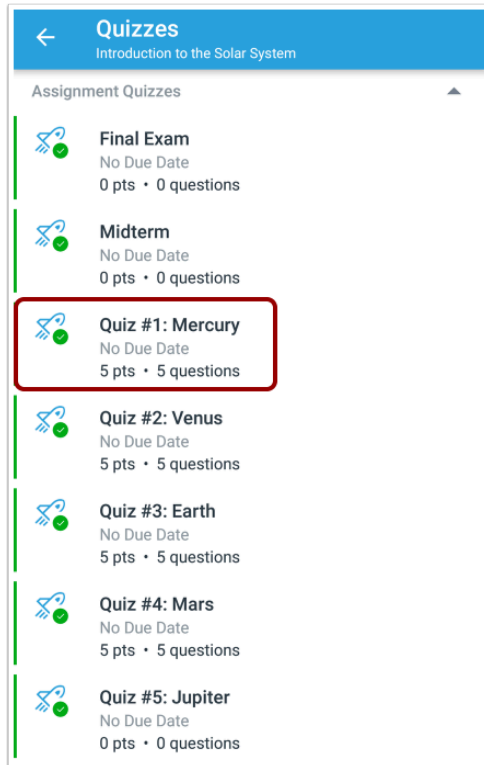 Quizzes
Introduction to the Solar System
Assignment Quizzes
Final Exam
No Due Date
0 pts • 0 questions
Midterm
No Due Date
0 pts • 0 questions
Quiz #1: Mercury
No Due Date
5 pts • 5 questions
Quiz #2: Venus
No Due Date
5 pts • 5 questions
Quiz #3: Earth
No Due Date
5 pts • 5 questions
Quiz #4: Mars
No Due Date
5 pts • 5 questions
Quiz #5: Jupiter
No Due Date
0 pts • 0 questions